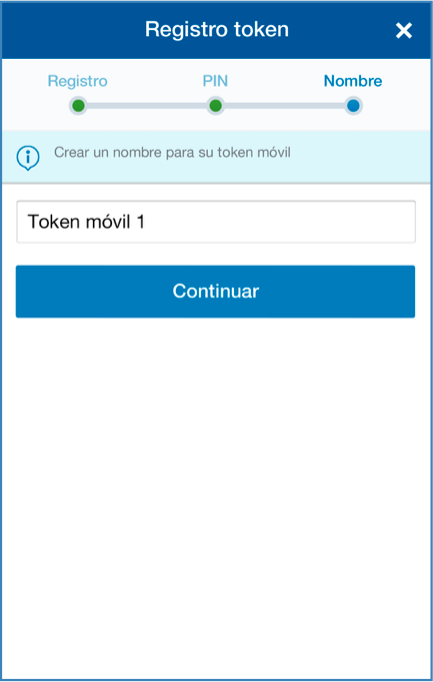 Registro token
Registro PIN Nombre
Crear un nombre para su token móvil
Token móvil 1
Continuar